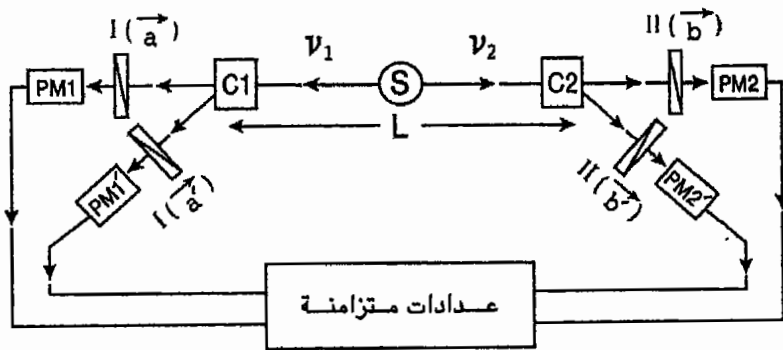 I (a⃗) ν₁ ν₂ II (b⃗)
PM1 C1 S C2 PM2
L
PM1′ I (a⃗′) II (b⃗′) PM2′
عدادات متزامنة